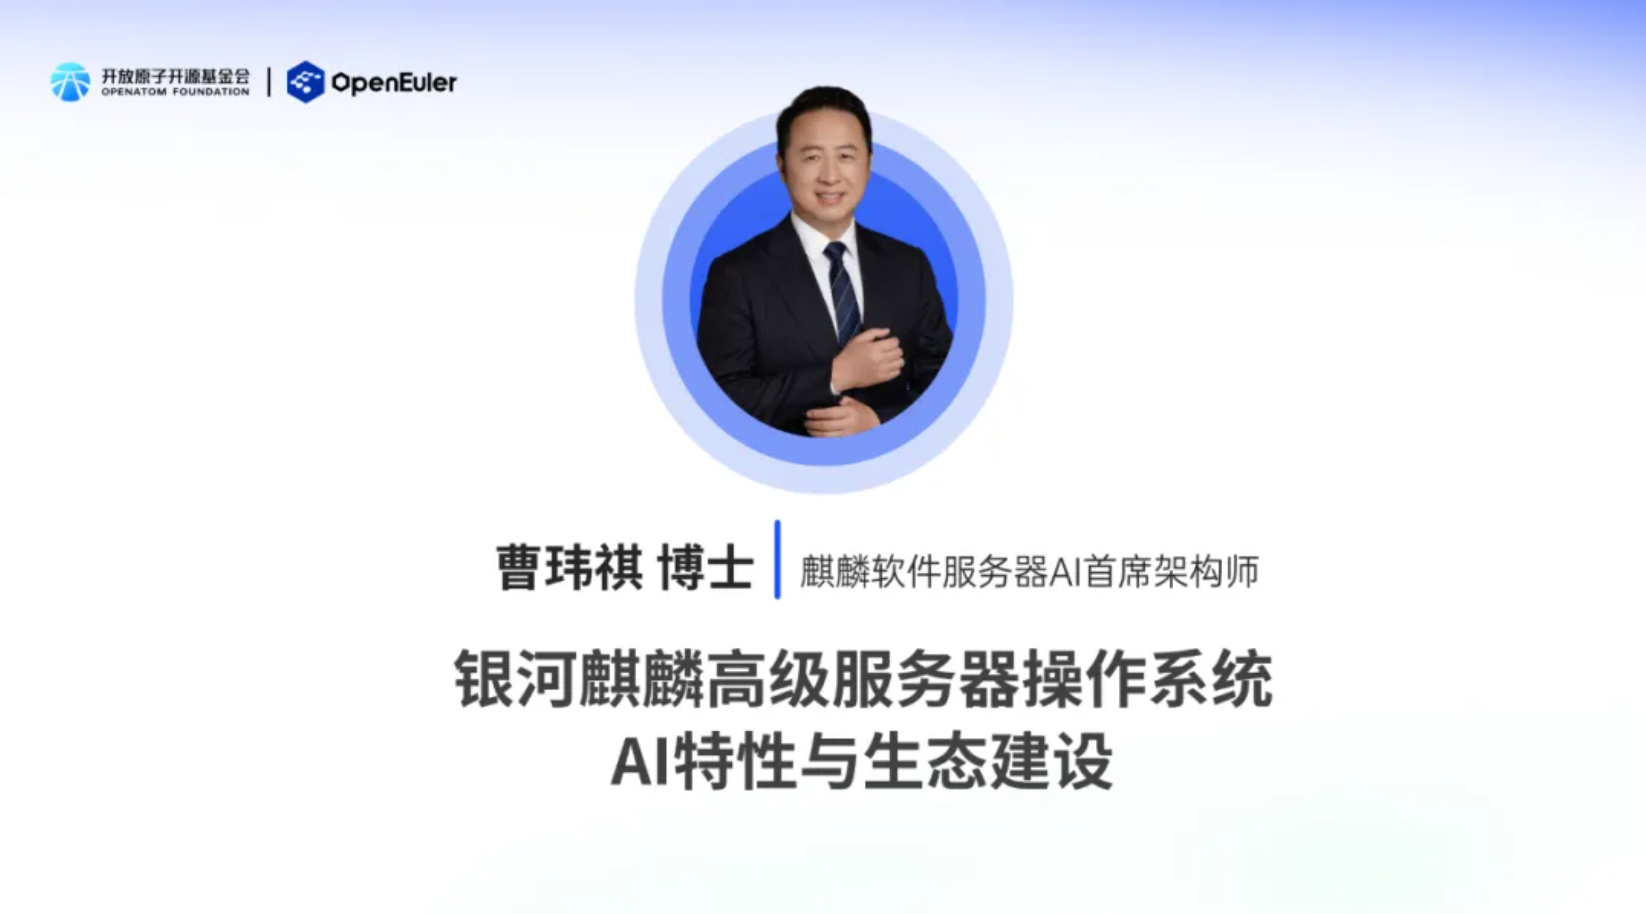 开放原子开源基金会
OPENATOM FOUNDATION
OpenEuler
曹玮祺 博士
麒麟软件服务器AI首席架构师
银河麒麟高级服务器操作系统
AI特性与生态建设